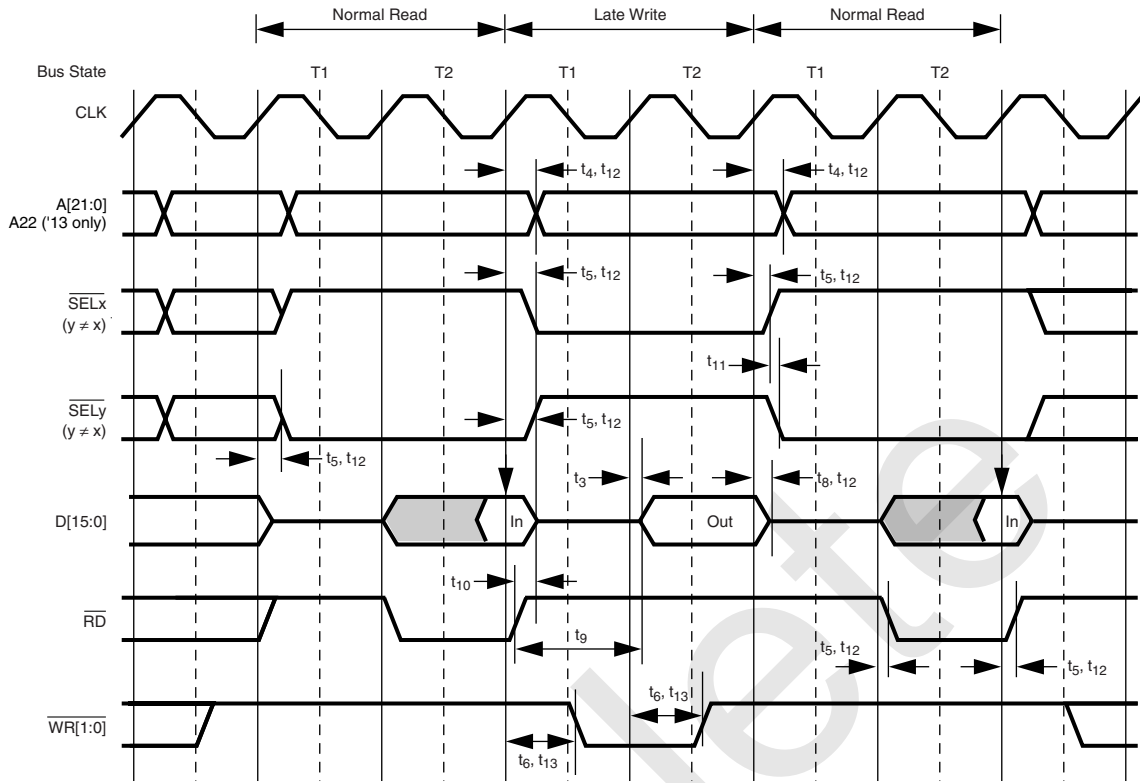 Normal Read Late Write Normal Read
Bus State T1 T2 T1 T2 T1 T2
CLK
t4, t12 t4, t12
A[21:0]
A22 ('13 only)
t5, t12 t5, t12
SELx
(y ≠ x)
t11
SELy
(y ≠ x)
t5, t12
t5, t12
t3 t8, t12
D[15:0] In Out In
t10
RD
t9
t5, t12 t5, t12
t6, t13
WR[1:0]
t6, t13
lete